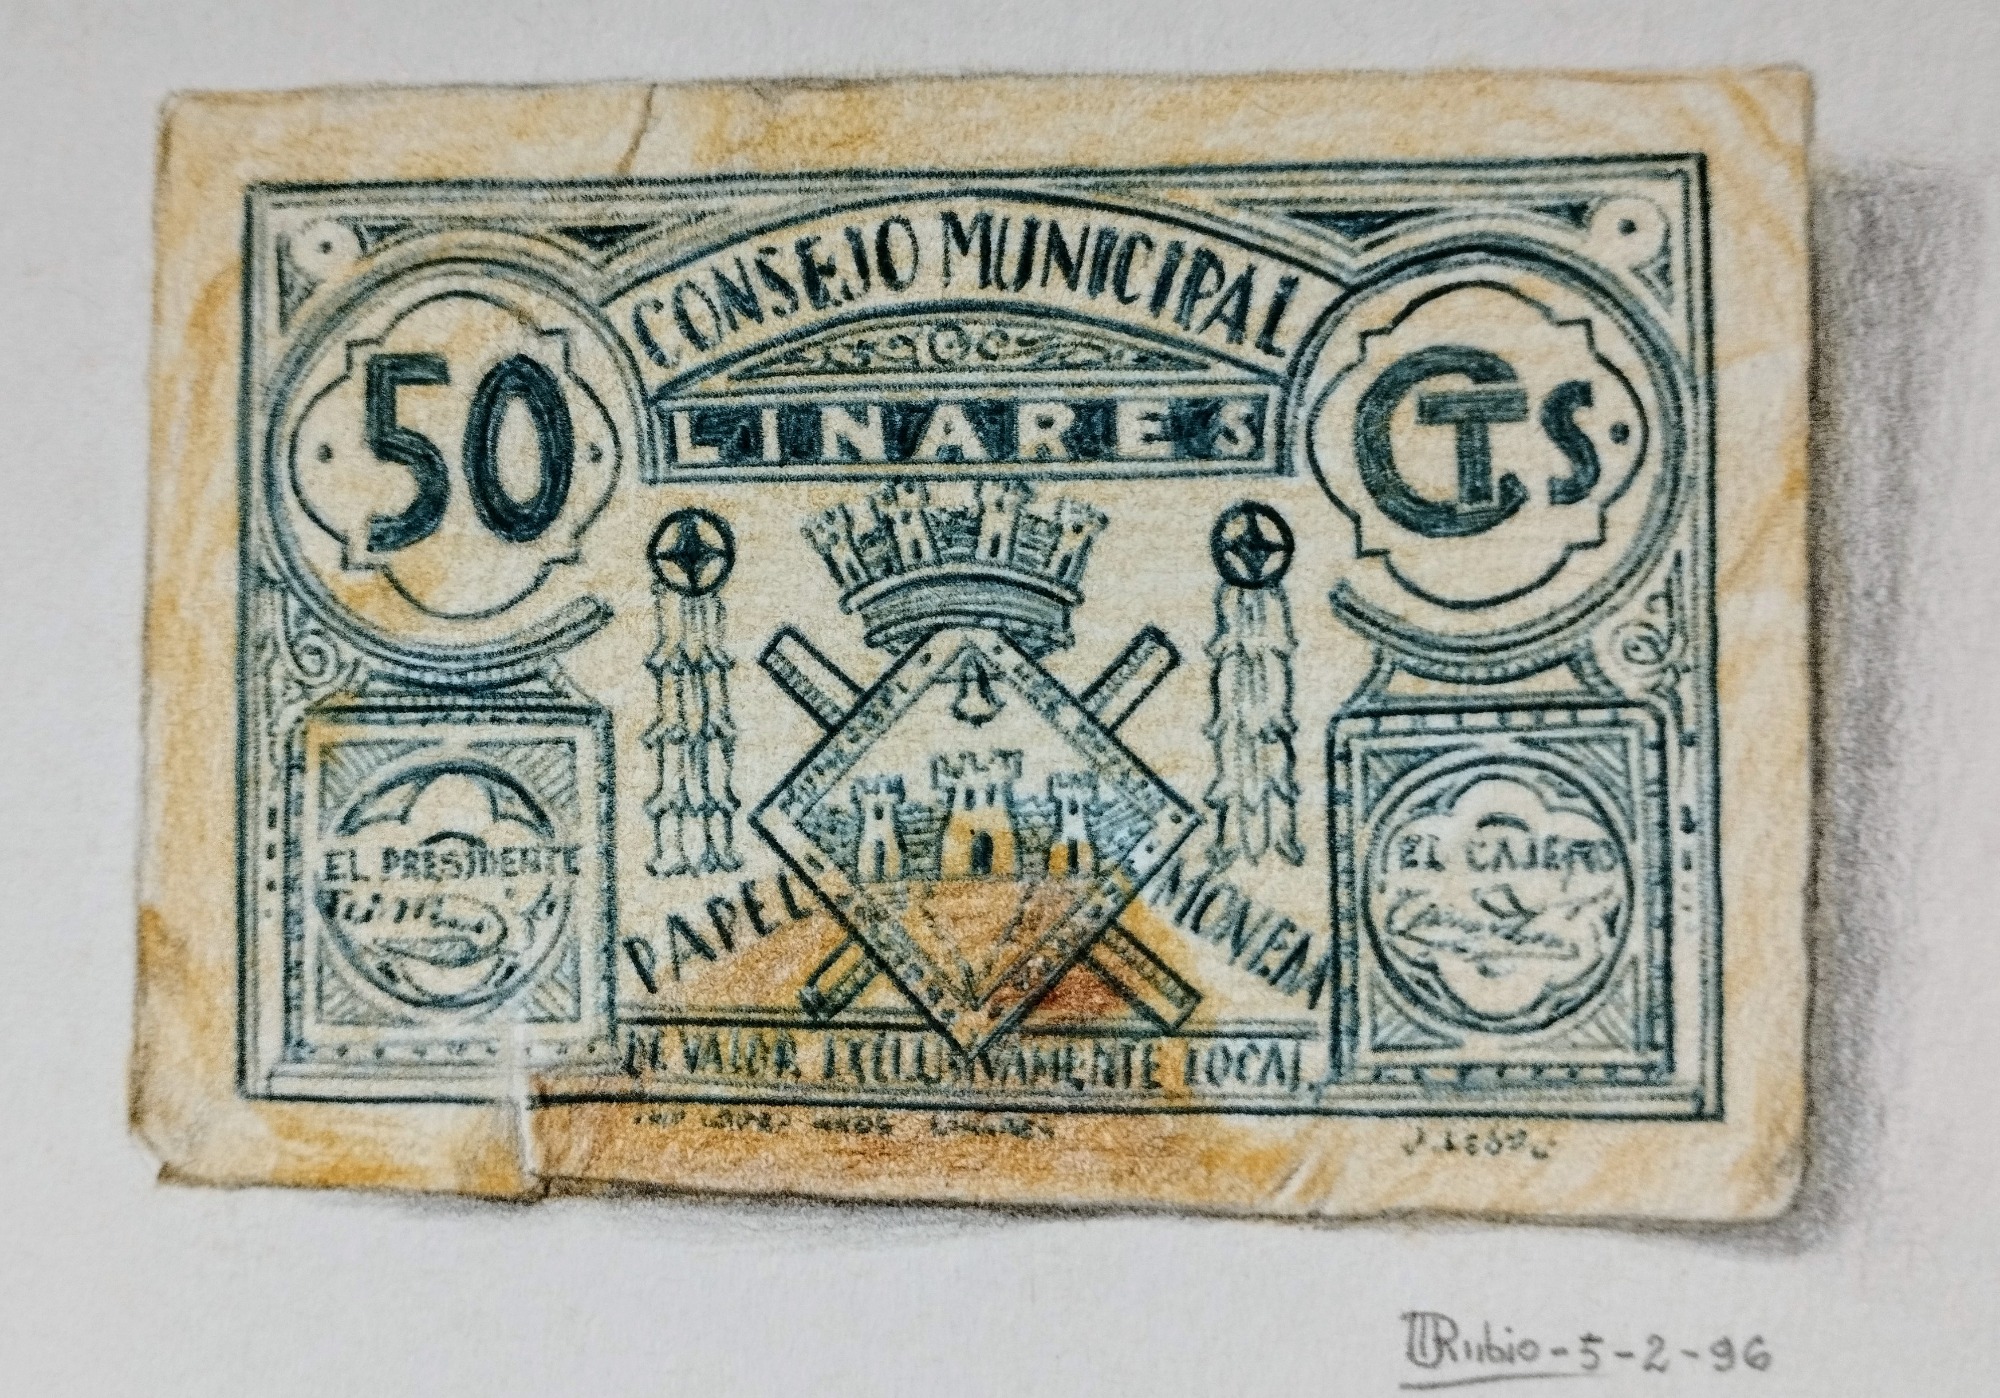 CONSEJO MUNICIPAL
LINARES
50
CTS
EL PRESIDENTE
EL CAJERO
PAPEL MONEDA
DE VALOR EXCLUSIVAMENTE LOCAL.
Rubio-5-2-96